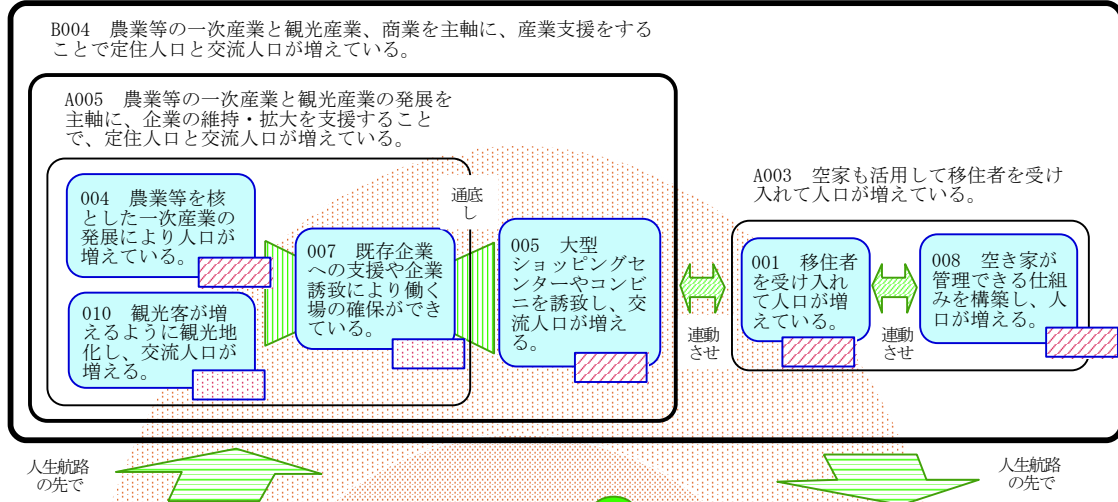 B004　農業等の一次産業と観光産業、商業を主軸に、産業支援をする
ことで定住人口と交流人口が増えている。
A005　農業等の一次産業と観光産業の発展を
主軸に、企業の維持・拡大を支援すること
で、定住人口と交流人口が増えている。
004　農業等を核
とした一次産業の
発展により人口が
増えている。
010　観光客が増
えるように観光地
化し、交流人口が
増える。
007　既存企業
への支援や企業
誘致により働く
場の確保ができ
ている。
通底
し
005　大型
ショッピングセ
ンターやコンビ
ニを誘致し、交
流人口が増え
る。
連動
させ
A003　空家も活用して移住者を受け
入れて人口が増えている。
001　移住者
を受け入れ
て人口が増
えている。
連動
させ
008　空き家が
管理できる仕組
みを構築し、人
口が増える。
人生航路
の先で
人生航路
の先で